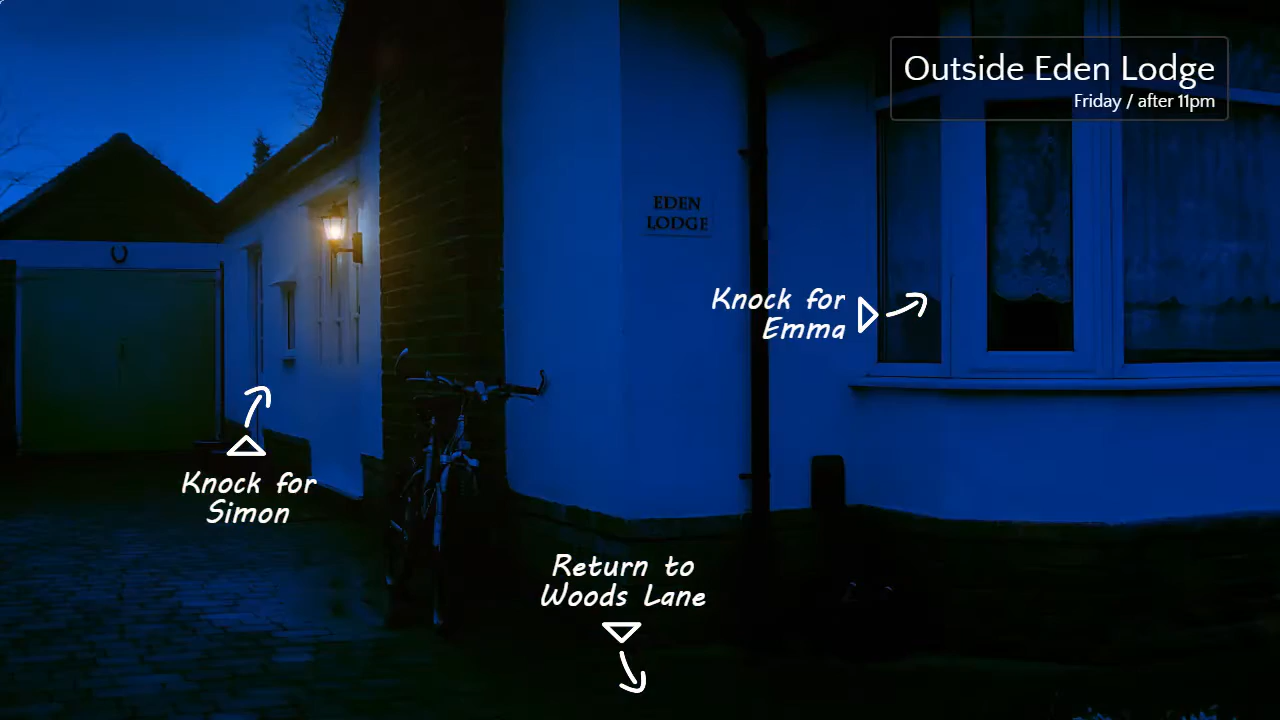 Outside Eden Lodge
Friday / after 11pm
EDEN
LODGE
Knock for
Emma
Knock for
Simon
Return to
Woods Lane